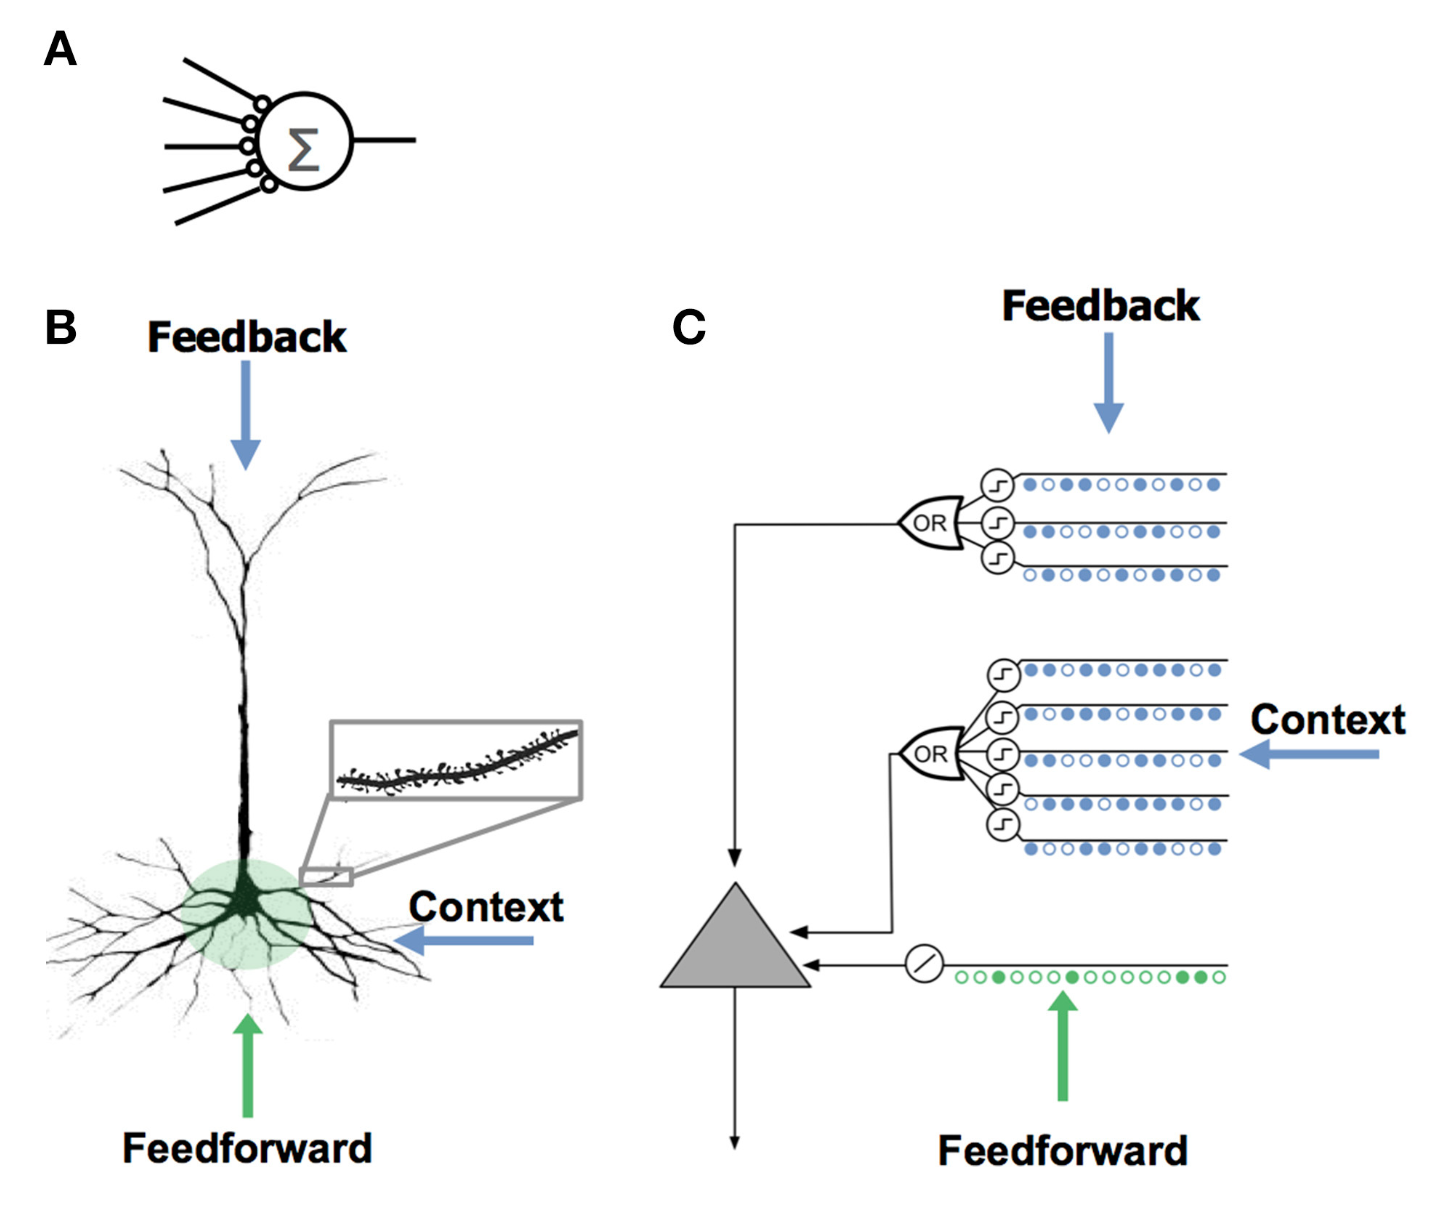 A
Σ
B
Feedback
Context
Feedforward
C
Feedback
OR
OR
Context
Feedforward